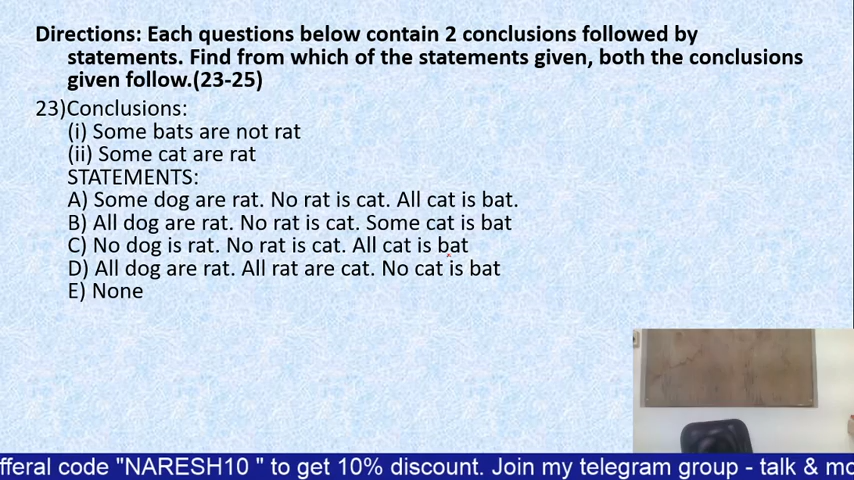 Directions: Each questions below contain 2 conclusions followed by
statements. Find from which of the statements given, both the conclusions
given follow.(23-25)
23)Conclusions:
(i) Some bats are not rat
(ii) Some cat are rat
STATEMENTS:
A) Some dog are rat. No rat is cat. All cat is bat.
B) All dog are rat. No rat is cat. Some cat is bat
C) No dog is rat. No rat is cat. All cat is bat
D) All dog are rat. All rat are cat. No cat is bat
E) None
fferal code "NARESH10 " to get 10% discount. Join my telegram group - talk & mo